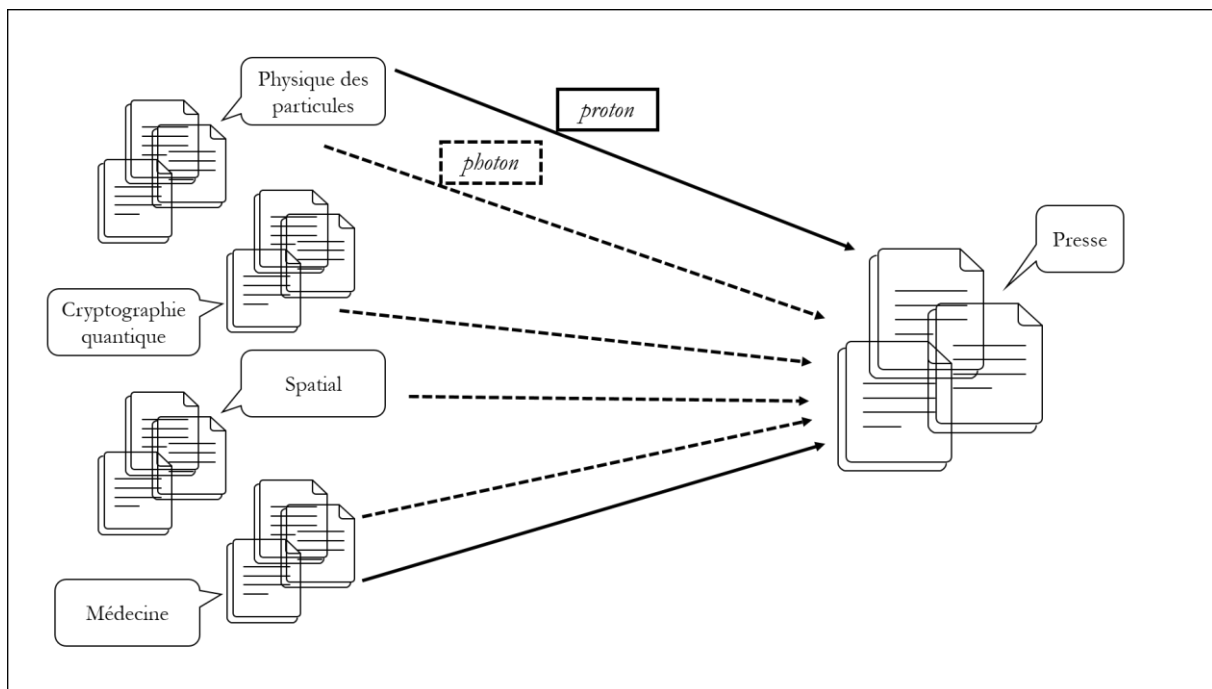 Physique des
particules
proton
photon
Presse
Cryptographie
quantique
Spatial
Médecine